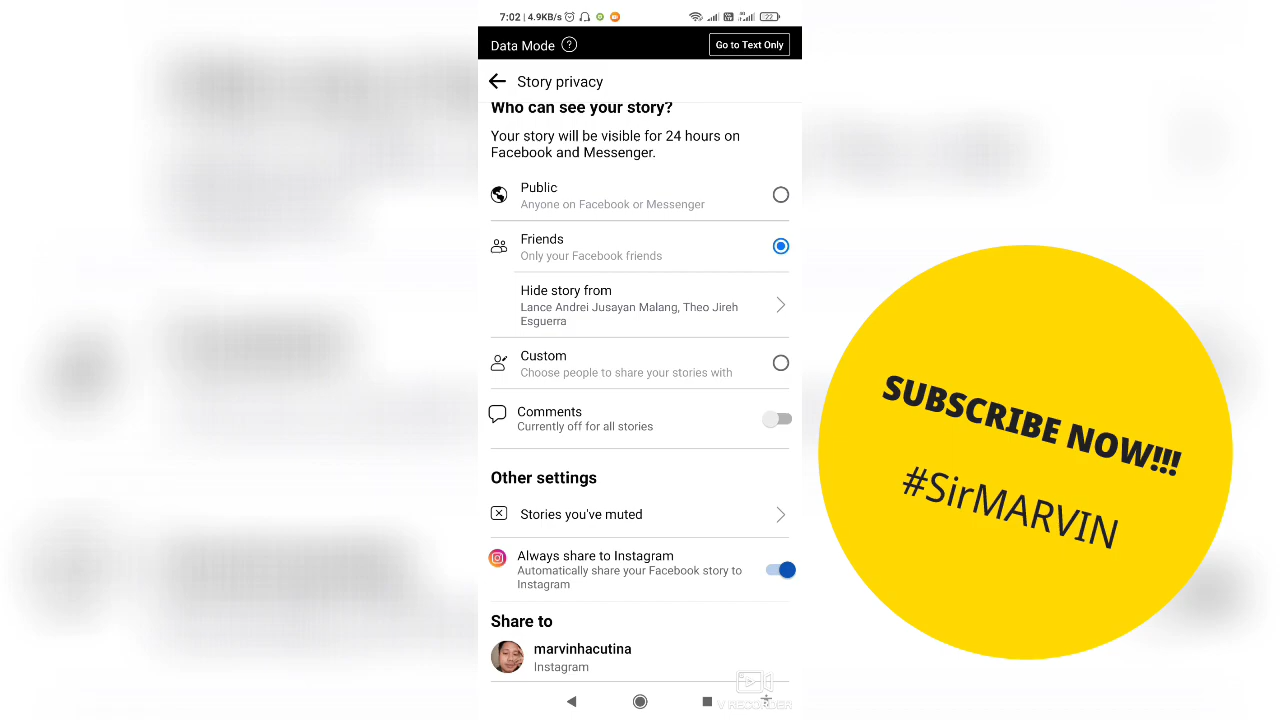 7:02 | 4.9KB/s
22
Data Mode ?
Go to Text Only
Story privacy
Who can see your story?
Your story will be visible for 24 hours on
Facebook and Messenger.
Public
Anyone on Facebook or Messenger
Friends
Only your Facebook friends
Hide story from
Lance Andrei Jusayan Malang, Theo Jireh
Esguerra
Custom
Choose people to share your stories with
Comments
Currently off for all stories
Other settings
Stories you've muted
Always share to Instagram
Automatically share your Facebook story to
Instagram
Share to
marvinhacutina
Instagram
V RECORDER
SUBSCRIBE NOW!!!
#SirMARVIN